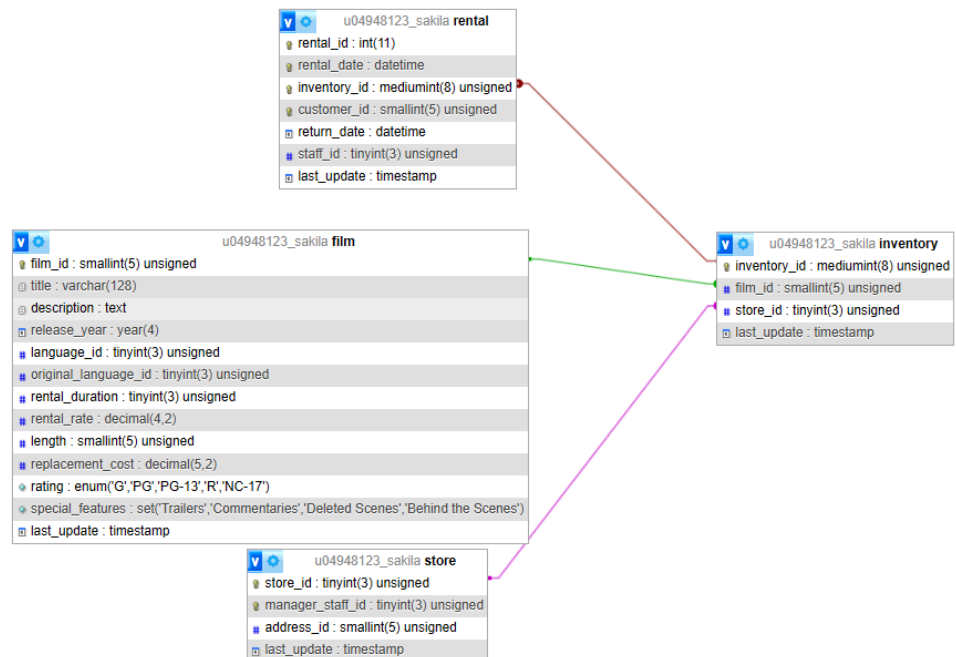 u04948123_sakila rental
rental_id : int(11)
rental_date : datetime
inventory_id : mediumint(8) unsigned
customer_id : smallint(5) unsigned
return_date : datetime
staff_id : tinyint(3) unsigned
last_update : timestamp
u04948123_sakila film
film_id : smallint(5) unsigned
title : varchar(128)
description : text
release_year : year(4)
language_id : tinyint(3) unsigned
original_language_id : tinyint(3) unsigned
rental_duration : tinyint(3) unsigned
rental_rate : decimal(4,2)
length : smallint(5) unsigned
replacement_cost : decimal(5,2)
rating : enum('G','PG','PG-13','R','NC-17')
special_features : set('Trailers','Commentaries','Deleted Scenes','Behind the Scenes')
last_update : timestamp
u04948123_sakila inventory
inventory_id : mediumint(8) unsigned
film_id : smallint(5) unsigned
store_id : tinyint(3) unsigned
last_update : timestamp
u04948123_sakila store
store_id : tinyint(3) unsigned
manager_staff_id : tinyint(3) unsigned
address_id : smallint(5) unsigned
last_update : timestamp